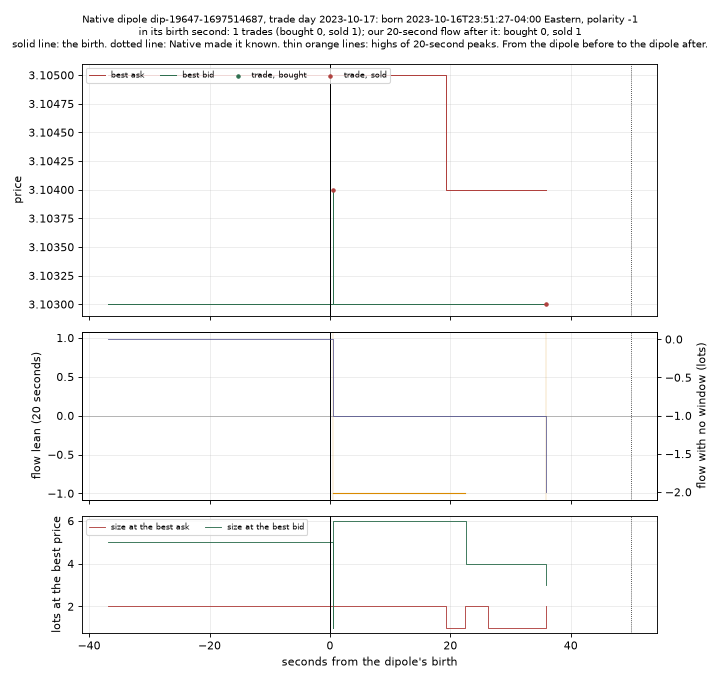 Native dipole dip-19647-1697514687, trade day 2023-10-17: born 2023-10-16T23:51:27-04:00 Eastern, polarity -1
in its birth second: 1 trades (bought 0, sold 1); our 20-second flow after it: bought 0, sold 1
solid line: the birth. dotted line: Native made it known. thin orange lines: highs of 20-second peaks. From the dipole before to the dipole after.
best ask best bid trade, bought trade, sold
3.10500
3.10475
3.10450
3.10425
3.10400
3.10375
3.10350
3.10325
3.10300
price
1.0
0.5
0.0
−0.5
−1.0
flow lean (20 seconds)
0.0
−0.5
−1.0
−1.5
−2.0
flow with no window (lots)
size at the best ask size at the best bid
6
4
2
lots at the best price
−40 −20 0 20 40
seconds from the dipole's birth